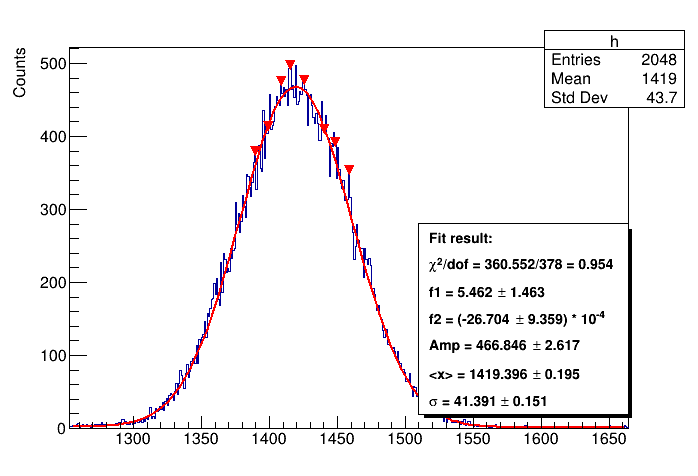 h
Entries 2048
Mean 1419
Std Dev 43.7
Counts
500
400
300
200
100
0
Fit result:
χ²/dof = 360.552/378 = 0.954
f1 = 5.462 ± 1.463
f2 = (-26.704 ± 9.359) * 10⁻⁴
Amp = 466.846 ± 2.617
<x> = 1419.396 ± 0.195
σ = 41.391 ± 0.151
1300 1350 1400 1450 1500 1550 1600 1650